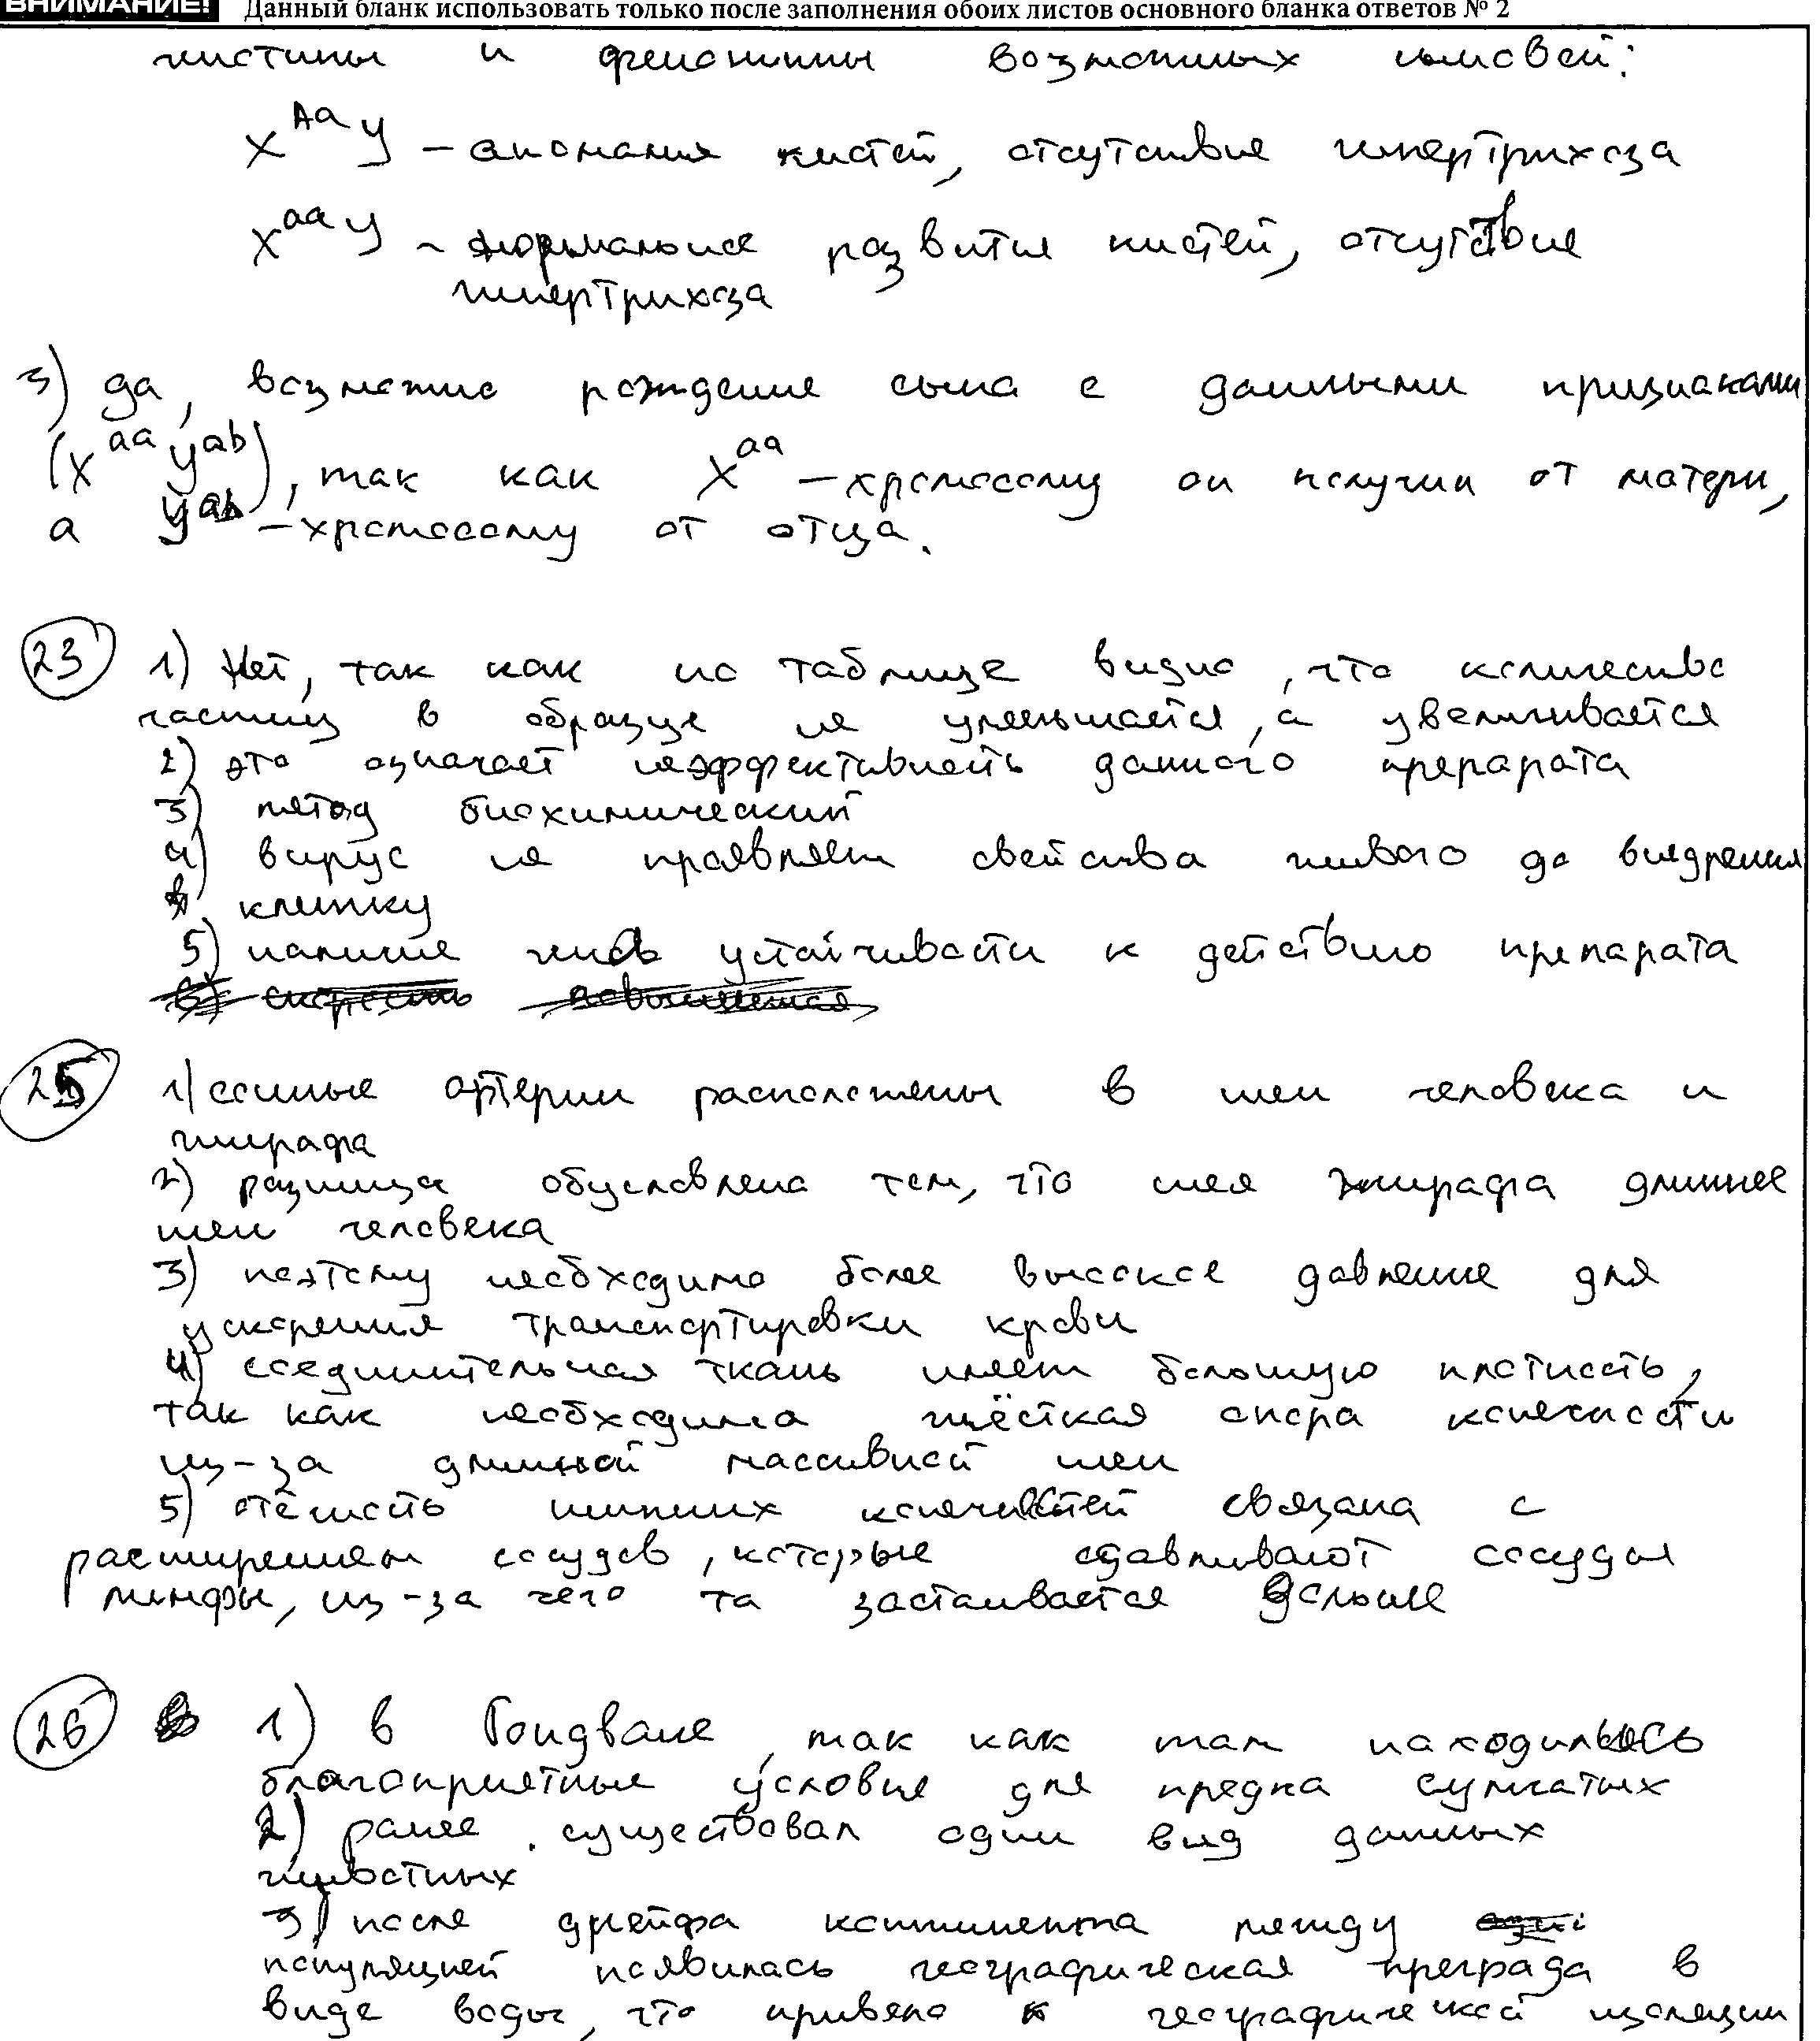 ВНИМАНИЕ! Данный бланк использовать только после заполнения обоих листов основного бланка ответов № 2
и фенотипы возможных сыновей:
X^Aa У – аномалия кистей, отсутствие гипертрихоза
X^aa У – нормальное развитие кистей, отсутствие
гипертрихоза
3) да, возможно рождение сына с данными признаками
(X^aa У^ab), так как X^aa – хромосому он получил от матери,
а У^ab – хромосому от отца.
23 1) Нет, так как по таблице видно, что количество
частиц в образце не уменьшается, а увеличивается
2) это означает неэффективность данного препарата
3) метод биохимический
4) вирус не проявляет свойства живого до внедрения
в клетку
5) наличие устойчивости к действию препарата
25 1) сонные артерии расположены в шеи человека и
жирафа
2) разница обусловлена тем, что шея жирафа длиннее
шеи человека
3) поэтому необходимо более высокое давление для
ускорения транспортировки крови
4) соединительная ткань имеет большую плотность,
так как необходима жёсткая опора конечности
из-за длинной массивной шеи
5) отёчность нижних конечностей связана с
расширением сосудов, которые сдавливают сосуды
лимфы, из-за чего та застаивается дольше
26 1) в Гондване, так как там находились
благоприятные условия для предка сумчатых
2) ранее существовал один вид данных
животных
3) после дрейфа континента между
популяцией появилась географическая преграда в
виде воды, что привело к географической изоляции